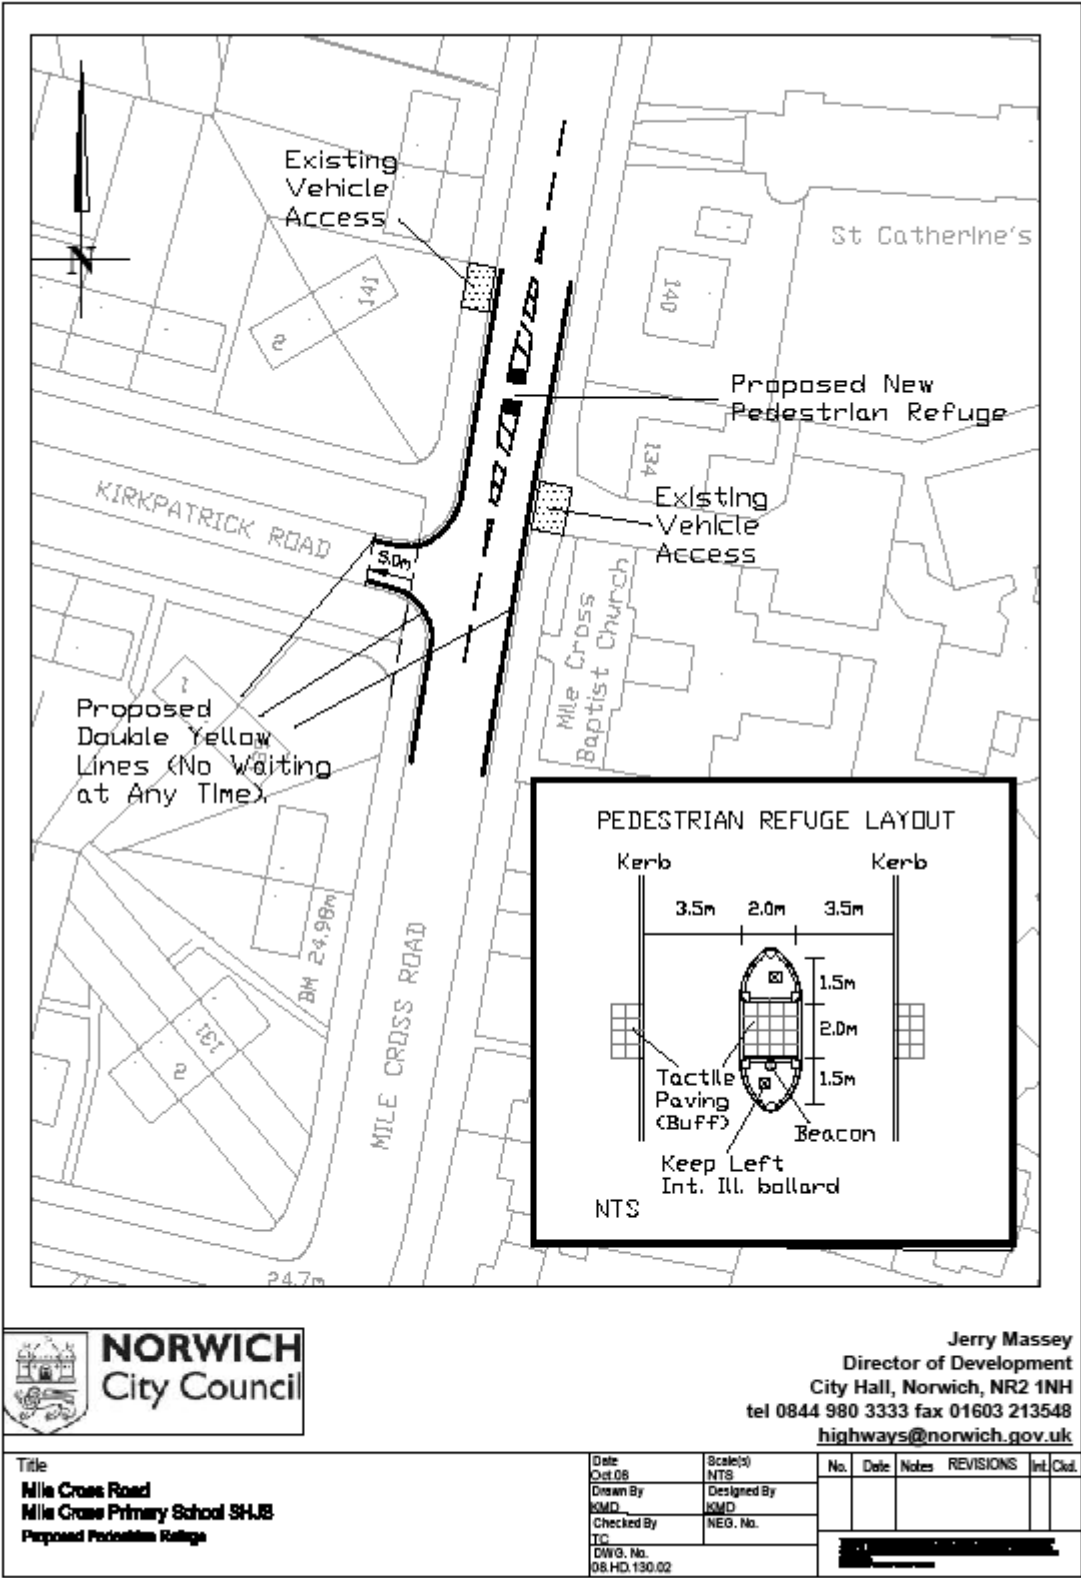 Existing
Vehicle
Access
N
141
2
St Catherine's
140
Proposed New
Pedestrian Refuge
134
KIRKPATRICK ROAD
Existing
Vehicle
Access
5.0m
Mile Cross
Baptist Church
1
Proposed
Double Yellow
Lines (No Waiting
at Any Time).
BM 24.98m
MILE CROSS ROAD
131
2
24.7m
PEDESTRIAN REFUGE LAYOUT
Kerb Kerb
3.5m 2.0m 3.5m
1.5m
2.0m
1.5m
Tactile
Paving
(Buff)
Beacon
Keep Left
Int. Ill. bollard
NTS
NORWICH
City Council
Jerry Massey
Director of Development
City Hall, Norwich, NR2 1NH
tel 0844 980 3333 fax 01603 213548
highways@norwich.gov.uk
Title
Mile Cross Road
Mile Cross Primary School SHJB
Proposed Pedestrian Refuge
Date
Oct.08
Scale(s)
NTS
Drawn By
KMD
Designed By
KMD
Checked By
TC
NEG. No.
DWG. No.
08.HD.130.02
No. Date Notes REVISIONS Int. Ckd.